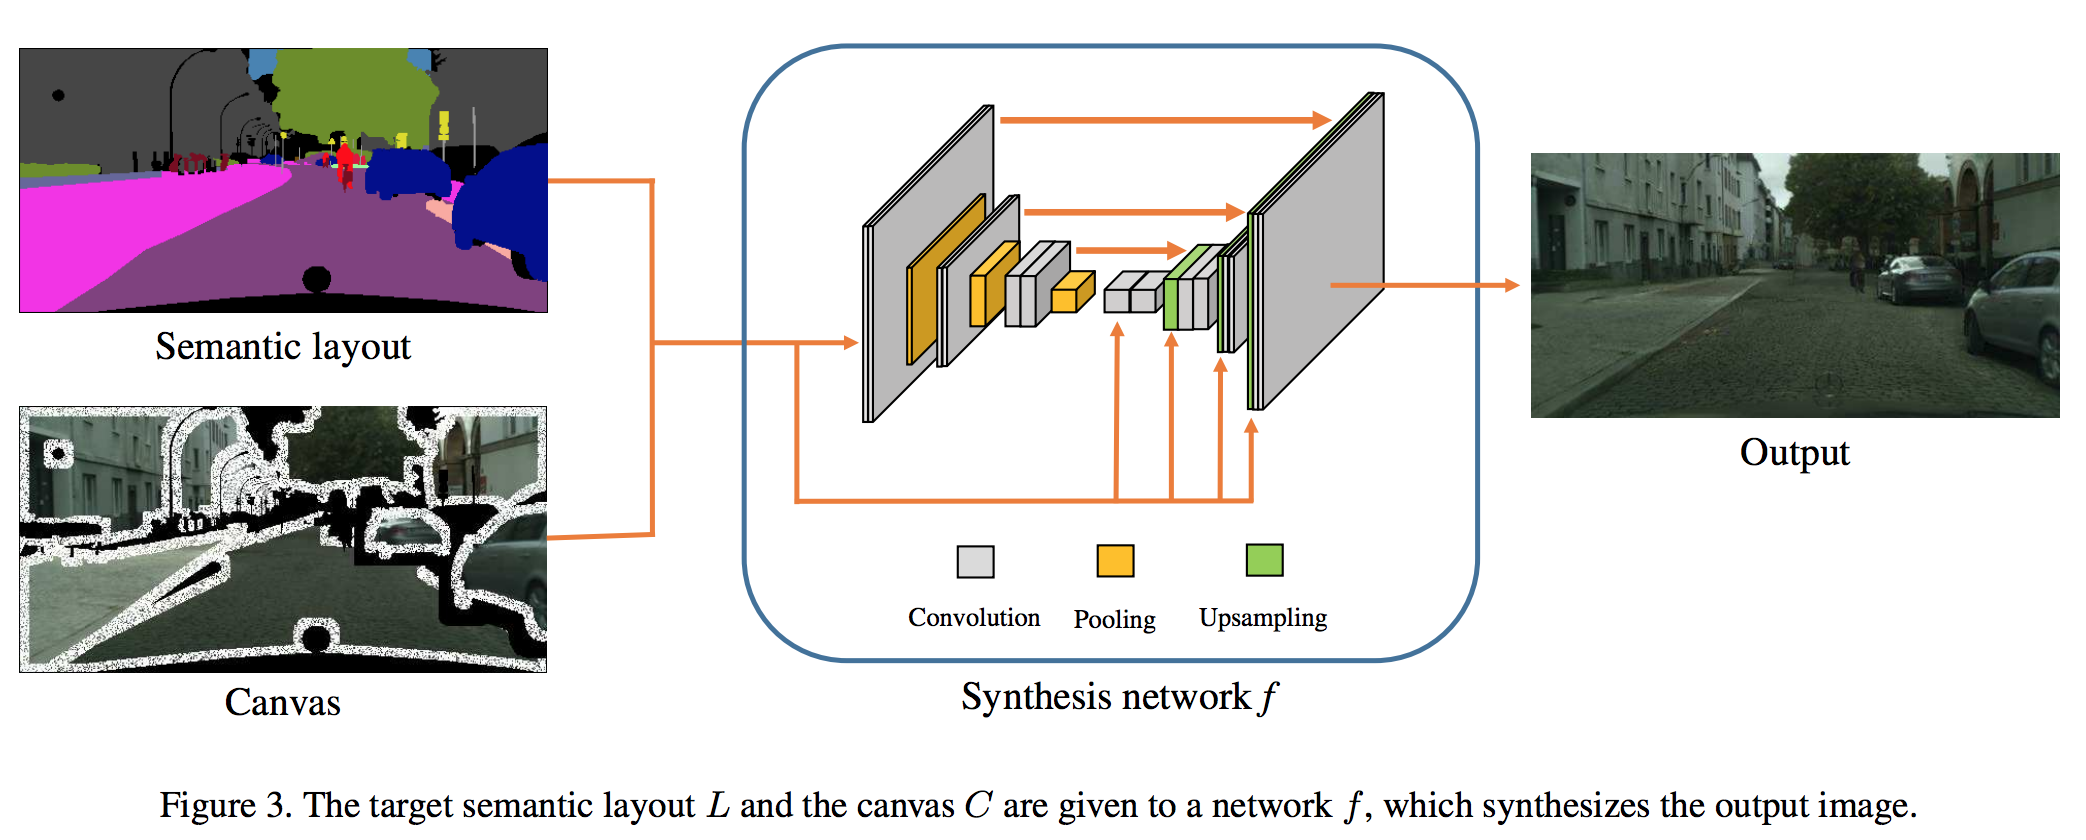 Semantic layout
Canvas
Convolution
Pooling
Upsampling
Synthesis network f
Output
Figure 3. The target semantic layout L and the canvas C are given to a network f, which synthesizes the output image.